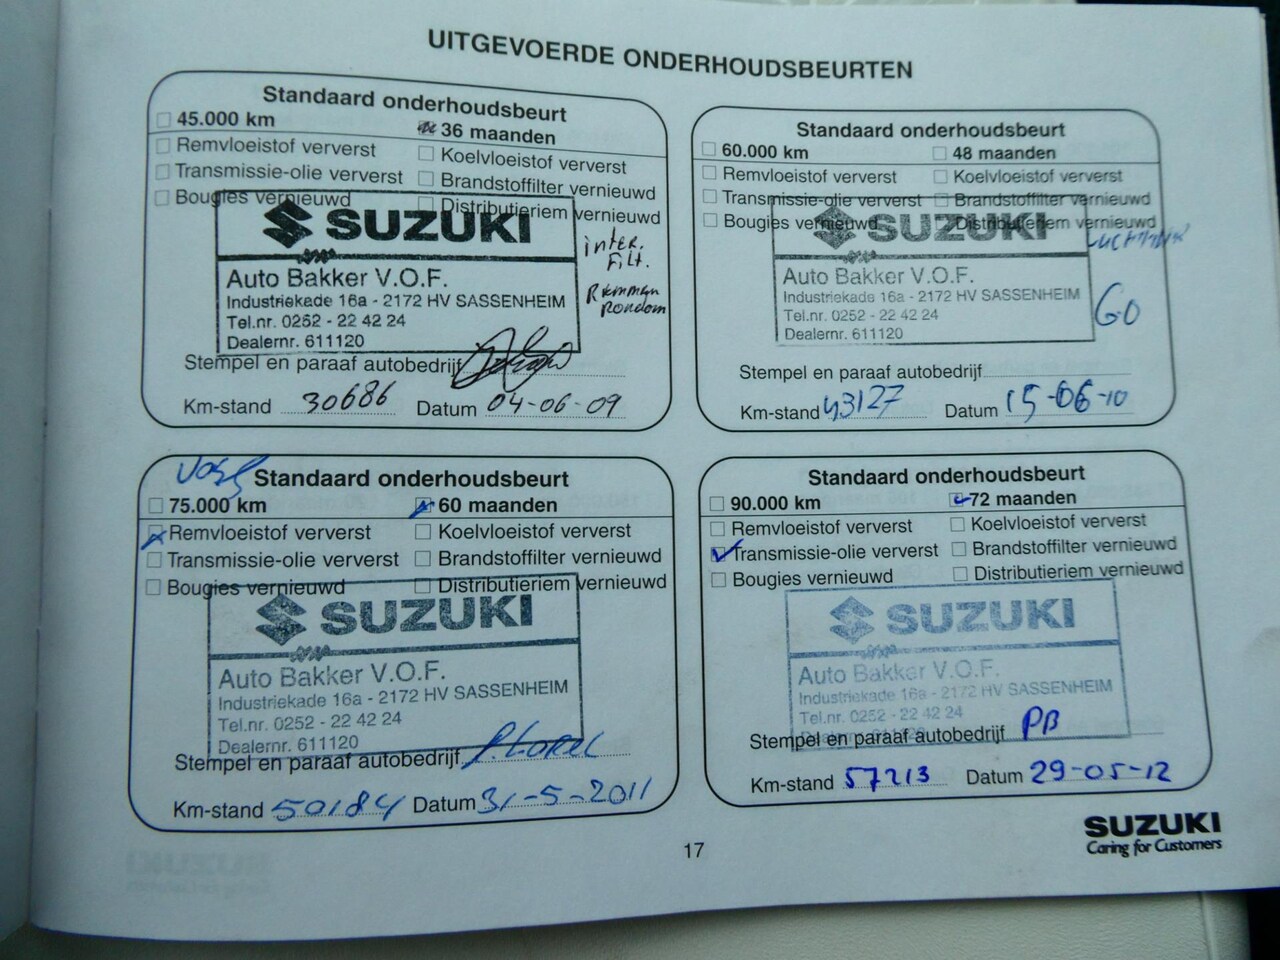 UITGEVOERDE ONDERHOUDSBEURTEN
Standaard onderhoudsbeurt
45.000 km 36 maanden
Remvloeistof ververst Koelvloeistof ververst
Transmissie-olie ververst Brandstoffilter vernieuwd
Bougies vernieuwd Distributieriem vernieuwd
SUZUKI
inter.
Filt.
Remmen
rondom
Auto Bakker V.O.F.
Industriekade 16a - 2172 HV SASSENHEIM
Tel.nr. 0252 - 22 42 24
Dealernr. 611120
Stempel en paraaf autobedrijf
Km-stand 30686 Datum 04-06-09
Standaard onderhoudsbeurt
60.000 km 48 maanden
Remvloeistof ververst Koelvloeistof ververst
Transmissie-olie ververst Brandstoffilter vernieuwd
Bougies vernieuwd Distributieriem vernieuwd
SUZUKI
Auto Bakker V.O.F.
Industriekade 16a - 2172 HV SASSENHEIM
Tel.nr. 0252 - 22 42 24
Dealernr. 611120
Stempel en paraaf autobedrijf
Km-stand 43127 Datum 15-06-10
Standaard onderhoudsbeurt
75.000 km 60 maanden
Remvloeistof ververst Koelvloeistof ververst
Transmissie-olie ververst Brandstoffilter vernieuwd
Bougies vernieuwd Distributieriem vernieuwd
SUZUKI
Auto Bakker V.O.F.
Industriekade 16a - 2172 HV SASSENHEIM
Tel.nr. 0252 - 22 42 24
Dealernr. 611120
Stempel en paraaf autobedrijf
Km-stand 50184 Datum 31-5-2011
Standaard onderhoudsbeurt
90.000 km 72 maanden
Remvloeistof ververst Koelvloeistof ververst
Transmissie-olie ververst Brandstoffilter vernieuwd
Bougies vernieuwd Distributieriem vernieuwd
SUZUKI
Auto Bakker V.O.F.
Industriekade 16a - 2172 HV SASSENHEIM
Tel.nr. 0252 - 22 42 24
Stempel en paraaf autobedrijf PB
Km-stand 57213 Datum 29-05-12
17
SUZUKI
Caring for Customers